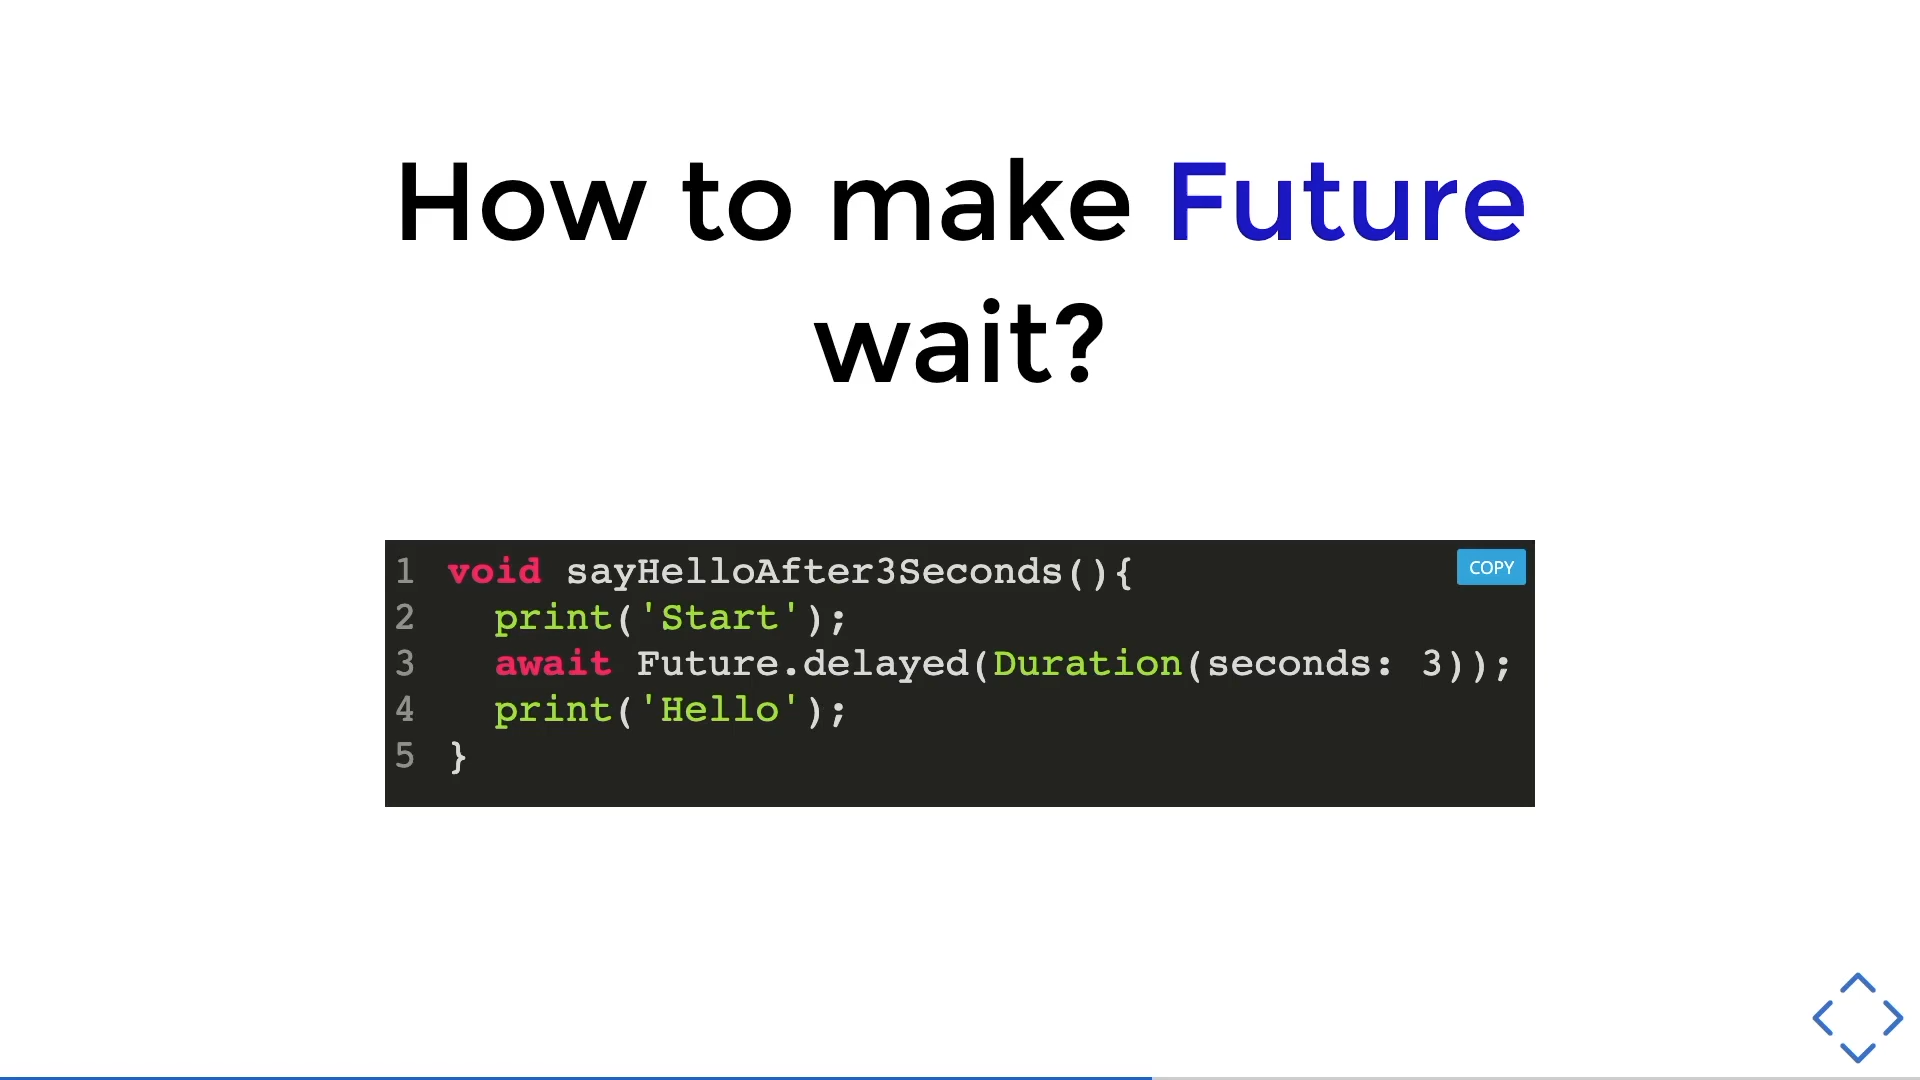 How to make Future
wait?
COPY
1 void sayHelloAfter3Seconds(){
2   print('Start');
3   await Future.delayed(Duration(seconds: 3));
4   print('Hello');
5 }